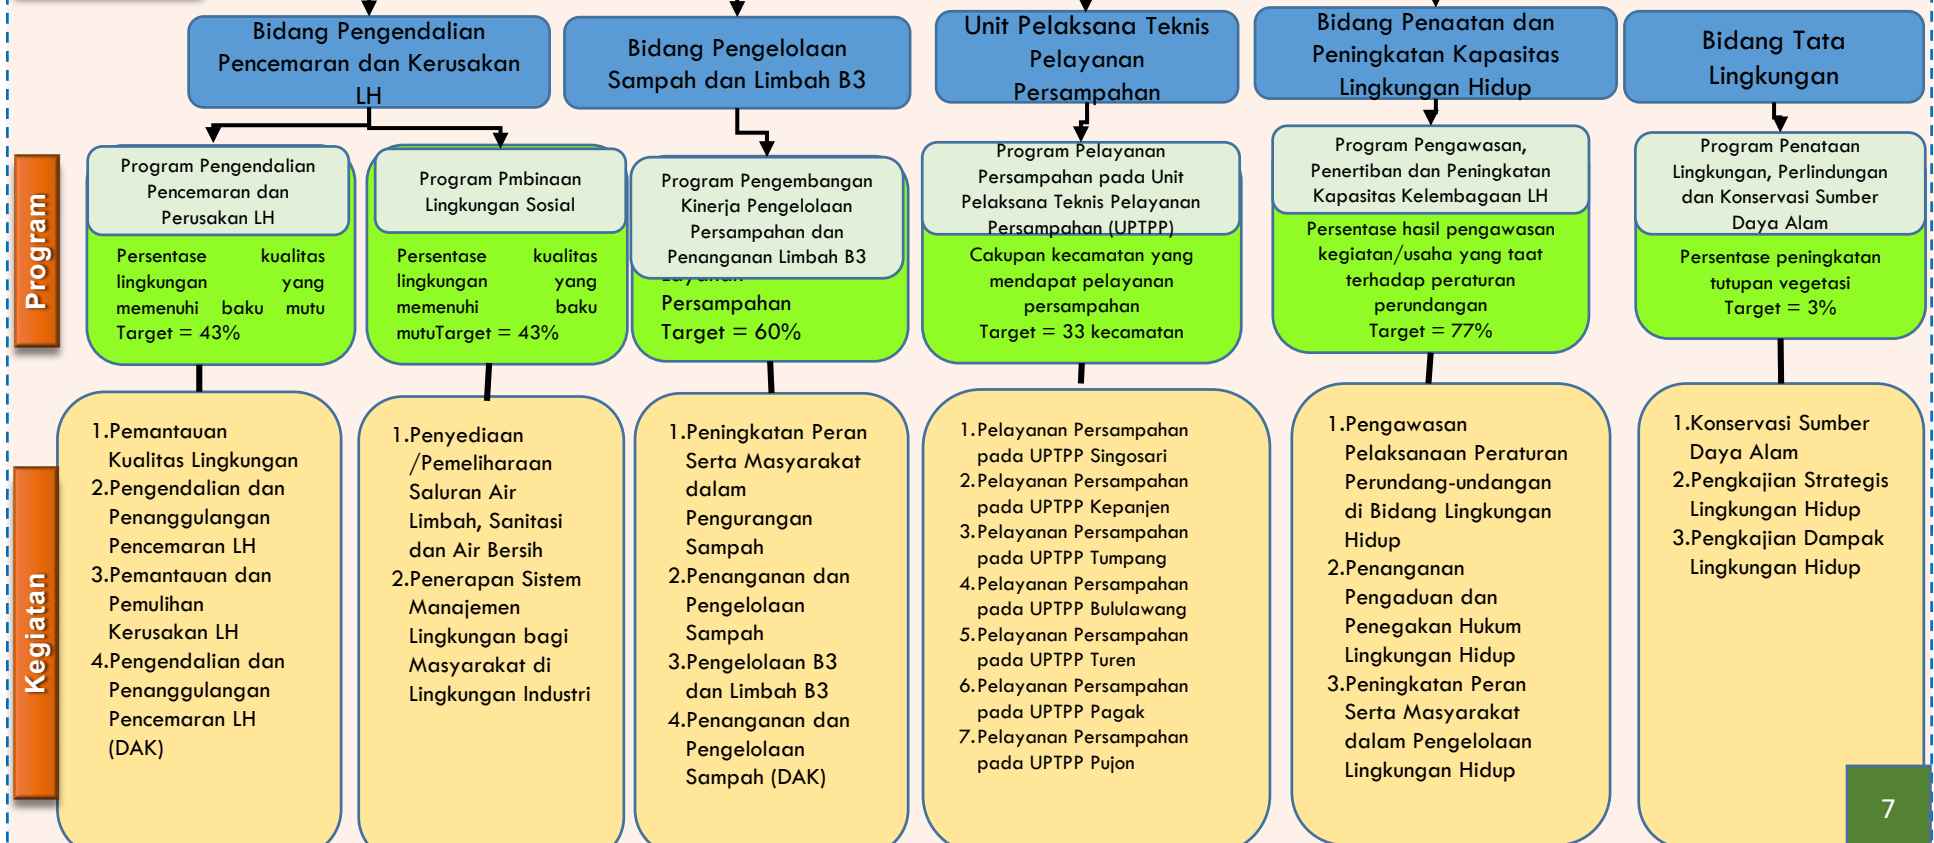 Bidang Pengendalian
Pencemaran dan Kerusakan
LH
Bidang Pengelolaan
Sampah dan Limbah B3
Unit Pelaksana Teknis
Pelayanan
Persampahan
Bidang Penaatan dan
Peningkatan Kapasitas
Lingkungan Hidup
Bidang Tata
Lingkungan
Program
Program Pengendalian
Pencemaran dan
Perusakan LH
Persentase kualitas
lingkungan yang
memenuhi baku mutu
Target = 43%
Program Pmbinaan
Lingkungan Sosial
Persentase kualitas
lingkungan yang
memenuhi baku
mutuTarget = 43%
Program Pengembangan
Kinerja Pengelolaan
Persampahan dan
Penanganan Limbah B3
Layanan
Persampahan
Target = 60%
Program Pelayanan
Persampahan pada Unit
Pelaksana Teknis Pelayanan
Persampahan (UPTPP)
Cakupan kecamatan yang
mendapat pelayanan
persampahan
Target = 33 kecamatan
Program Pengawasan,
Penertiban dan Peningkatan
Kapasitas Kelembagaan LH
Persentase hasil pengawasan
kegiatan/usaha yang taat
terhadap peraturan
perundangan
Target = 77%
Program Penataan
Lingkungan, Perlindungan
dan Konservasi Sumber
Daya Alam
Persentase peningkatan
tutupan vegetasi
Target = 3%
Kegiatan
1.Pemantauan
Kualitas Lingkungan
2.Pengendalian dan
Penanggulangan
Pencemaran LH
3.Pemantauan dan
Pemulihan
Kerusakan LH
4.Pengendalian dan
Penanggulangan
Pencemaran LH
(DAK)
1.Penyediaan
/Pemeliharaan
Saluran Air
Limbah, Sanitasi
dan Air Bersih
2.Penerapan Sistem
Manajemen
Lingkungan bagi
Masyarakat di
Lingkungan Industri
1.Peningkatan Peran
Serta Masyarakat
dalam
Pengurangan
Sampah
2.Penanganan dan
Pengelolaan
Sampah
3.Pengelolaan B3
dan Limbah B3
4.Penanganan dan
Pengelolaan
Sampah (DAK)
1.Pelayanan Persampahan
pada UPTPP Singosari
2.Pelayanan Persampahan
pada UPTPP Kepanjen
3.Pelayanan Persampahan
pada UPTPP Tumpang
4.Pelayanan Persampahan
pada UPTPP Bululawang
5.Pelayanan Persampahan
pada UPTPP Turen
6.Pelayanan Persampahan
pada UPTPP Pagak
7.Pelayanan Persampahan
pada UPTPP Pujon
1.Pengawasan
Pelaksanaan Peraturan
Perundang-undangan
di Bidang Lingkungan
Hidup
2.Penanganan
Pengaduan dan
Penegakan Hukum
Lingkungan Hidup
3.Peningkatan Peran
Serta Masyarakat
dalam Pengelolaan
Lingkungan Hidup
1.Konservasi Sumber
Daya Alam
2.Pengkajian Strategis
Lingkungan Hidup
3.Pengkajian Dampak
Lingkungan Hidup
7